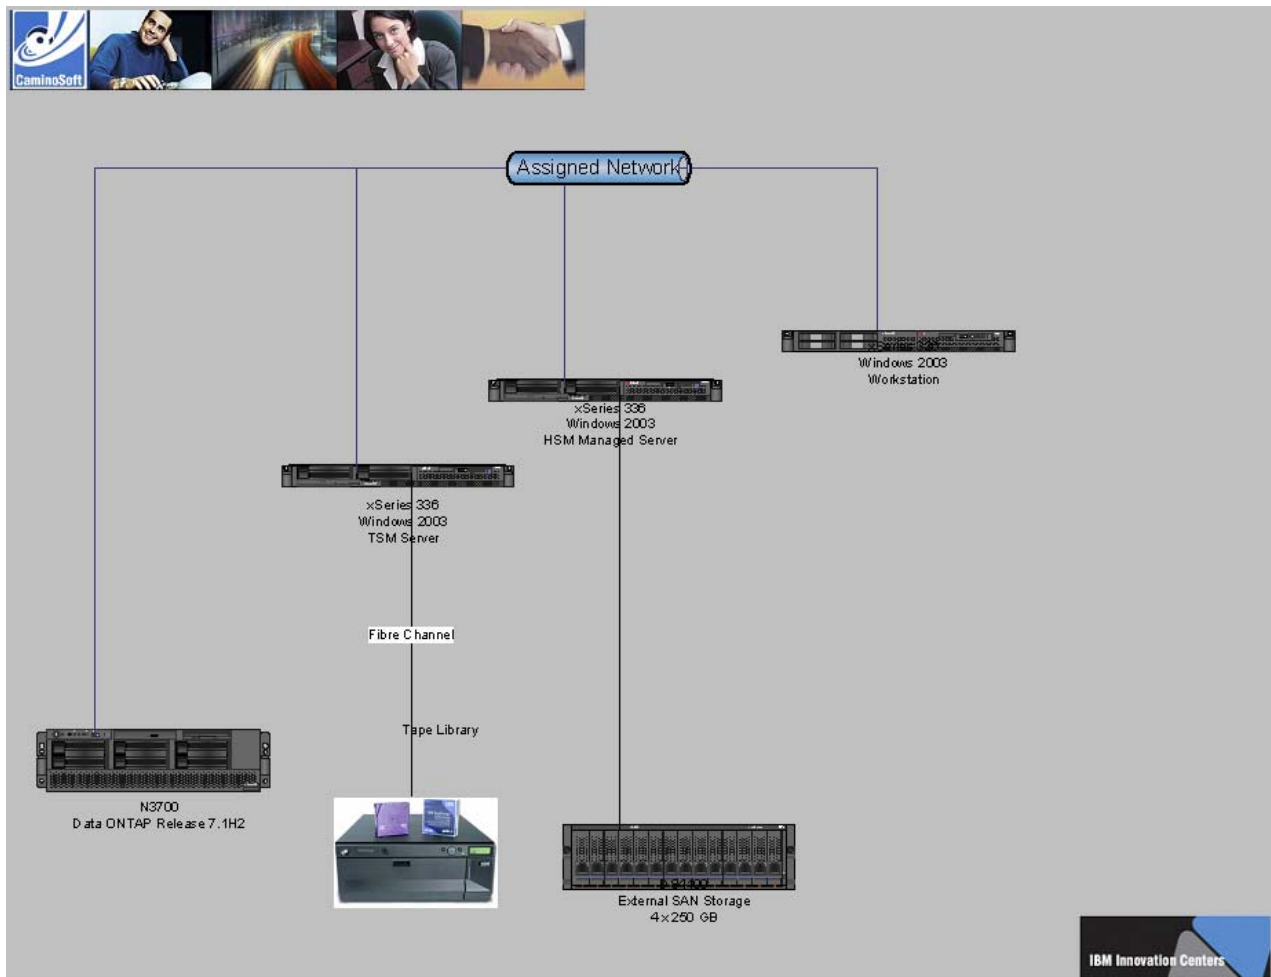 CaminoSoft
Assigned Network
Windows 2003
Workstation
xSeries 336
Windows 2003
HSM Managed Server
xSeries 336
Windows 2003
TSM Server
Fibre Channel
Tape Library
N3700
Data ONTAP Release 7.1H2
External SAN Storage
4x250 GB
IBM Innovation Centers